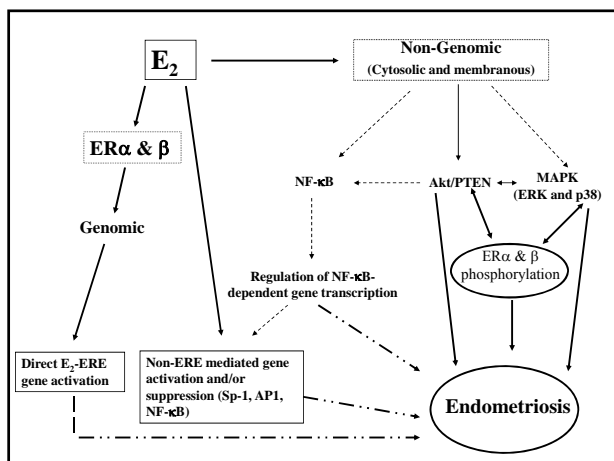 E₂
Non-Genomic
(Cytosolic and membranous)
ERα & β
Genomic
NF-κB
Akt/PTEN
MAPK
(ERK and p38)
ERα & β
phosphorylation
Regulation of NF-κB-
dependent gene transcription
Direct E₂-ERE
gene activation
Non-ERE mediated gene
activation and/or
suppression (Sp-1, AP1,
NF-κB)
Endometriosis